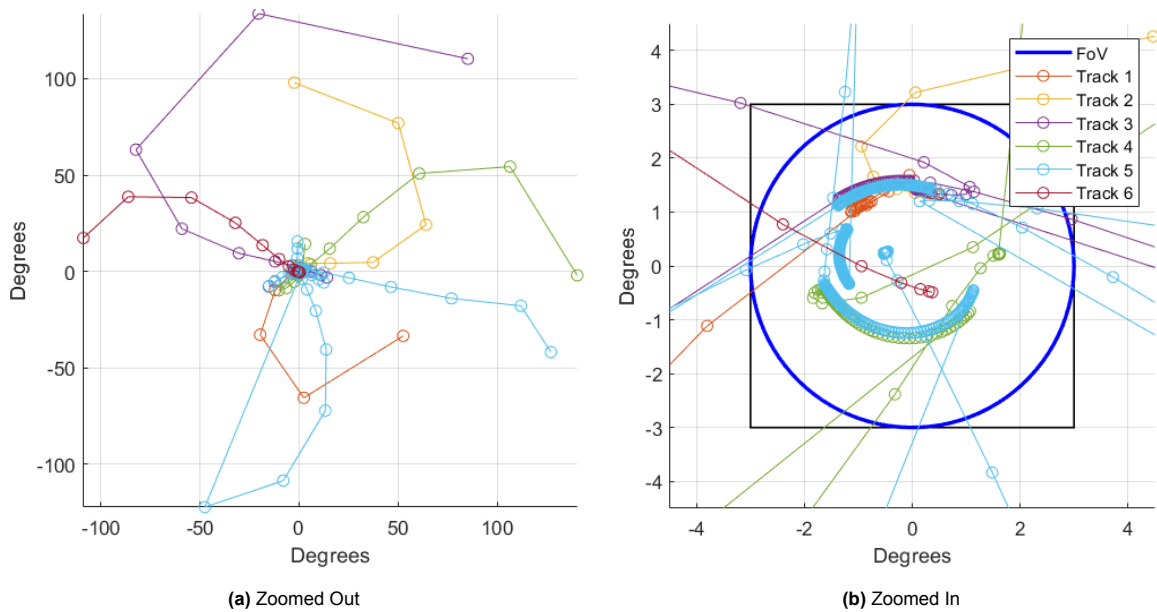 100
50
0
-50
-100
Degrees
-100 -50 0 50 100
Degrees
(a) Zoomed Out
4
3
2
1
0
-1
-2
-3
-4
Degrees
-4 -2 0 2 4
Degrees
FoV
Track 1
Track 2
Track 3
Track 4
Track 5
Track 6
(b) Zoomed In